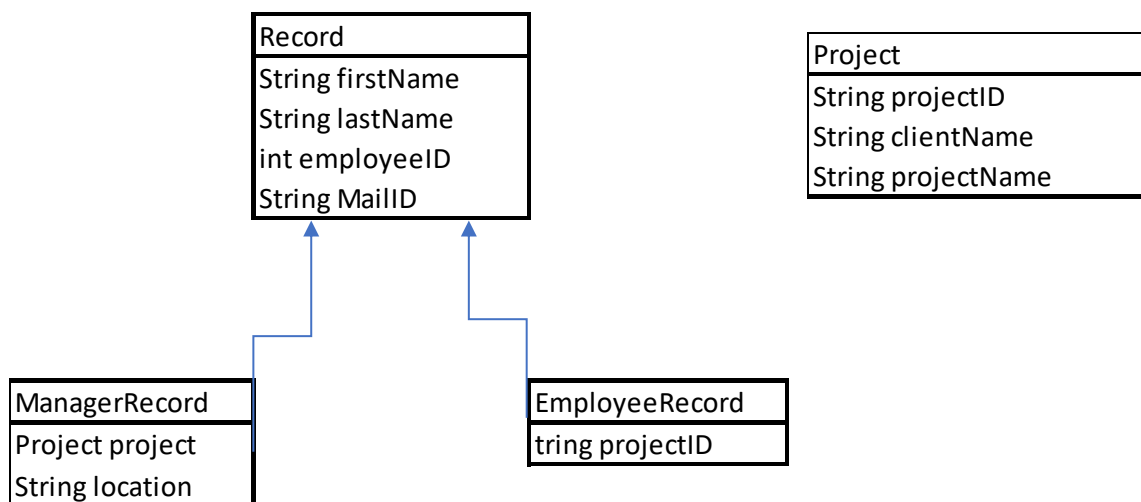 Record
String firstName
String lastName
int employeeID
String MailID
Project
String projectID
String clientName
String projectName
ManagerRecord
Project project
String location
EmployeeRecord
tring projectID